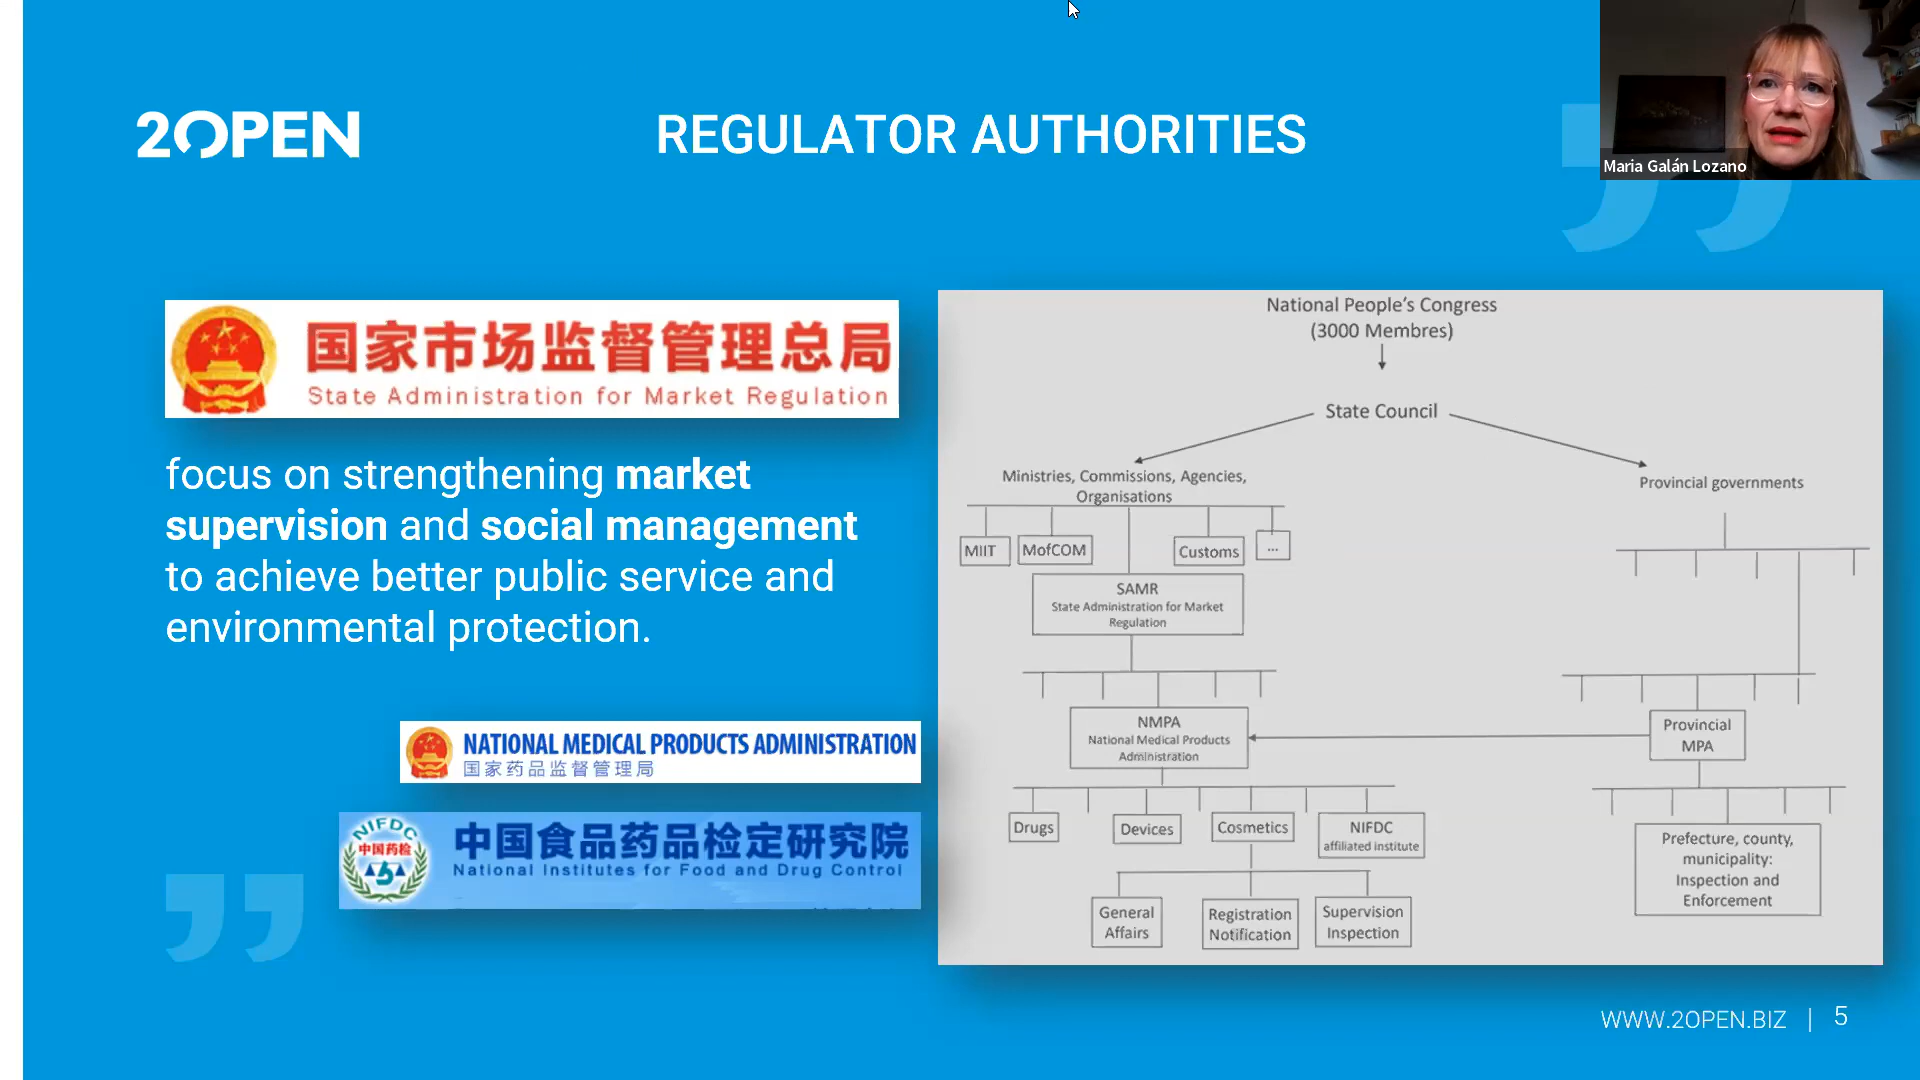 2OPEN
REGULATOR AUTHORITIES
Maria Galán Lozano
国家市场监督管理总局
State Administration for Market Regulation
focus on strengthening market
supervision and social management
to achieve better public service and
environmental protection.
NATIONAL MEDICAL PRODUCTS ADMINISTRATION
国家药品监督管理局
NIFDC
中国药检
中国食品药品检定研究院
National Institutes for Food and Drug Control
National People's Congress
(3000 Membres)
State Council
Ministries, Commissions, Agencies,
Organisations
Provincial governments
MIIT
MofCOM
Customs
...
SAMR
State Administration for Market
Regulation
NMPA
National Medical Products
Administration
Provincial
MPA
Drugs
Devices
Cosmetics
NIFDC
affiliated institute
Prefecture, county,
municipality:
Inspection and
Enforcement
General
Affairs
Registration
Notification
Supervision
Inspection
WWW.2OPEN.BIZ | 5